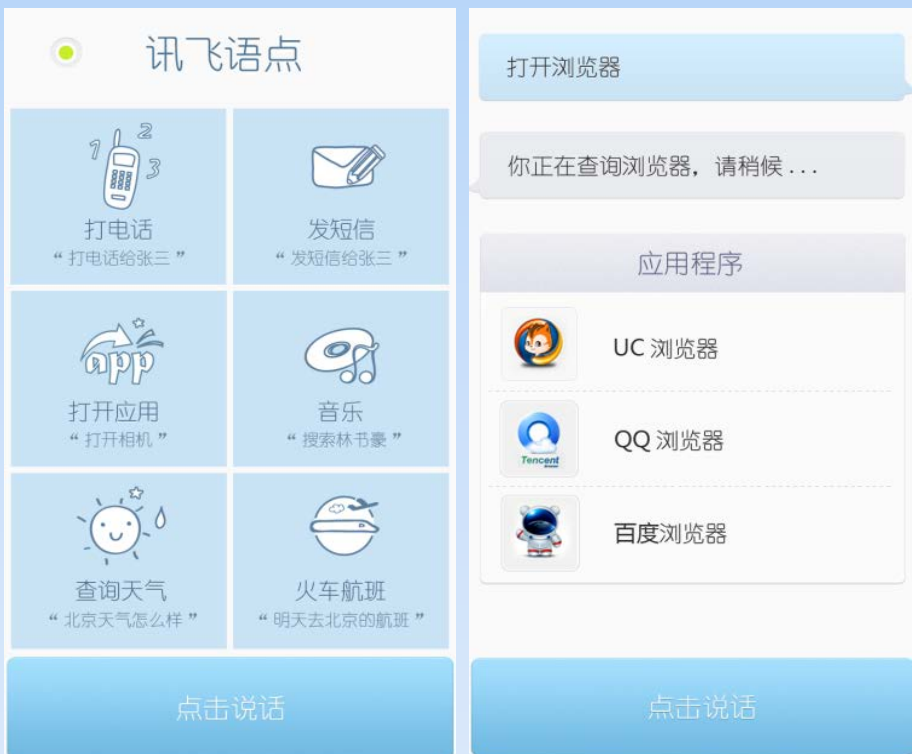 讯飞语点
1 2 3
打电话
“打电话给张三”
发短信
“发短信给张三”
app
打开应用
“打开相机”
音乐
“搜索林书豪”
查询天气
“北京天气怎么样”
火车航班
“明天去北京的航班”
点击说话
打开浏览器
你正在查询浏览器，请稍候...
应用程序
UC 浏览器
Tencent
QQ 浏览器
百度浏览器
点击说话